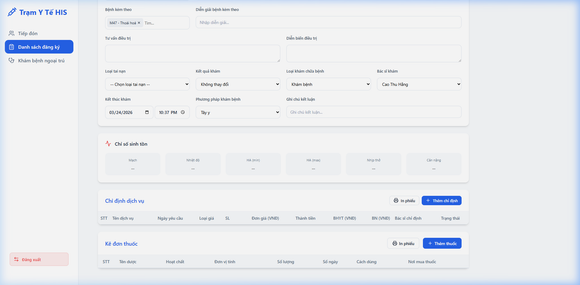 Trạm Y Tế HIS
Tiếp đón
Danh sách đăng ký
Khám bệnh ngoại trú
Đăng xuất
Bệnh kèm theo
Diễn giải bệnh kèm theo
M47 - Thoái hoá × Tìm...
Nhập diễn giải...
Tư vấn điều trị
Diễn biến điều trị
Loại tai nạn
Kết quả khám
Loại khám chữa bệnh
Bác sĩ khám
-- Chọn loại tai nạn --
Không thay đổi
Khám bệnh
Cao Thu Hằng
Kết thúc khám
Phương pháp khám bệnh
Ghi chú kết luận
03/24/2026
10:37 PM
Tây y
Ghi chú kết luận...
Chỉ số sinh tồn
Mạch
Nhiệt độ
Nhịp thở
Cân nặng
--
--
--
--
--
--
Chỉ định dịch vụ
In phiếu
+ Thêm chỉ định
STT Tên dịch vụ Ngày yêu cầu Loại giá SL Đơn giá (VNĐ) Thành tiền BHYT (VNĐ) BN (VNĐ) Bác sĩ chỉ định Trạng thái
Kê đơn thuốc
In phiếu
+ Thêm thuốc
STT Tên dược Hoạt chất Đơn vị tính Số lượng Số ngày Cách dùng Nơi mua thuốc